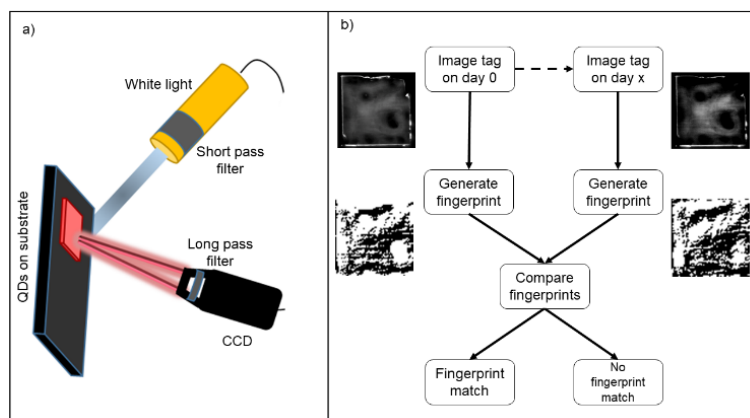 a)
White light
Short pass
filter
QDs on substrate
Long pass
filter
CCD
b)
Image tag
on day 0
Image tag
on day x
Generate
fingerprint
Generate
fingerprint
Compare
fingerprints
Fingerprint
match
No
fingerprint
match